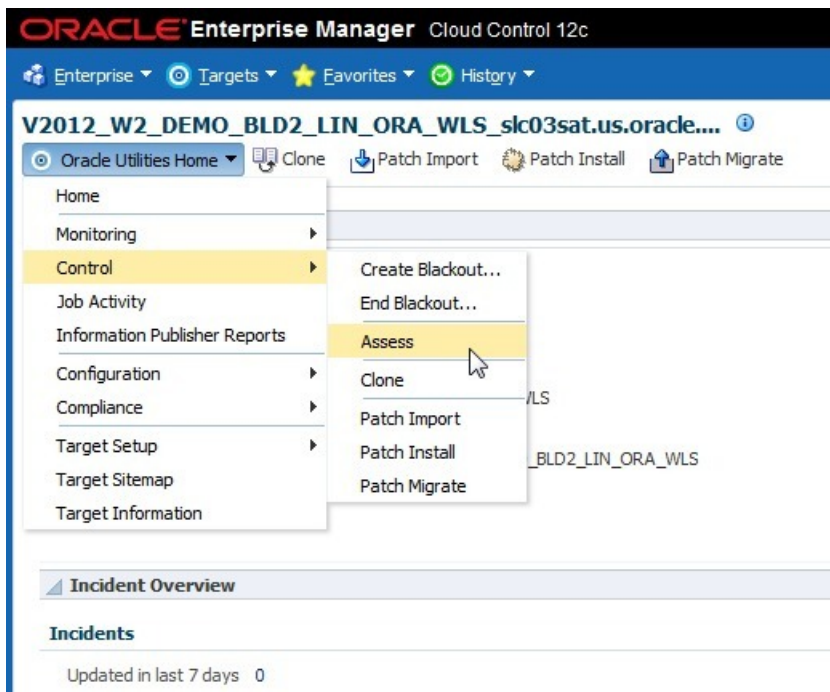 ORACLE Enterprise Manager Cloud Control 12c
Enterprise Targets Favorites History
V2012_W2_DEMO_BLD2_LIN_ORA_WLS_slc03sat.us.oracle....
Oracle Utilities Home Clone Patch Import Patch Install Patch Migrate
Home
Monitoring
Control
Job Activity
Information Publisher Reports
Configuration
Compliance
Target Setup
Target Sitemap
Target Information
Create Blackout...
End Blackout...
Assess
Clone
Patch Import
Patch Install
Patch Migrate
/LS
_BLD2_LIN_ORA_WLS
Incident Overview
Incidents
Updated in last 7 days 0